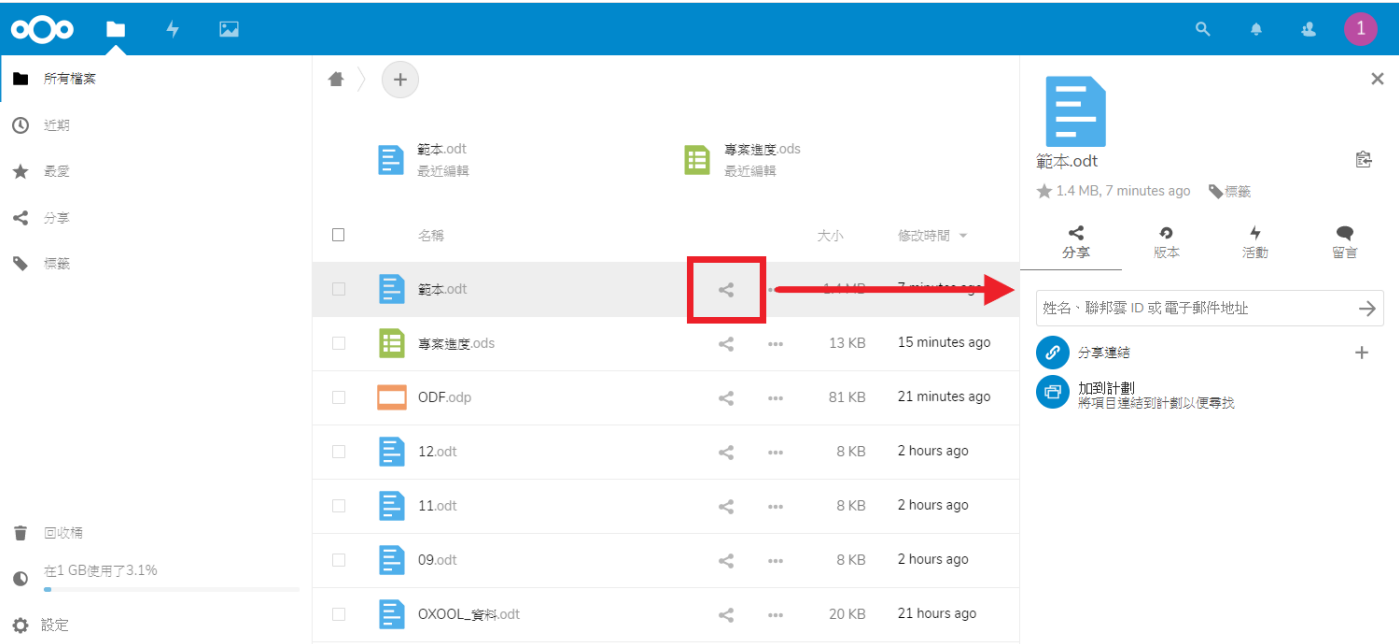 1
所有檔案
近期
最愛
分享
標籤
回收桶
在1 GB使用了3.1%
設定
範本.odt
最近編輯
專案進度.ods
最近編輯
名稱 大小 修改時間
範本.odt 1.4 MB 7 minutes ago
專案進度.ods 13 KB 15 minutes ago
ODF.odp 81 KB 21 minutes ago
12.odt 8 KB 2 hours ago
11.odt 8 KB 2 hours ago
09.odt 8 KB 2 hours ago
OXOOL_資料.odt 20 KB 21 hours ago
範本.odt
1.4 MB, 7 minutes ago 標籤
分享 版本 活動 留言
姓名、聯邦雲 ID 或電子郵件地址
分享連結
加到計劃
將項目連結到計劃以便尋找